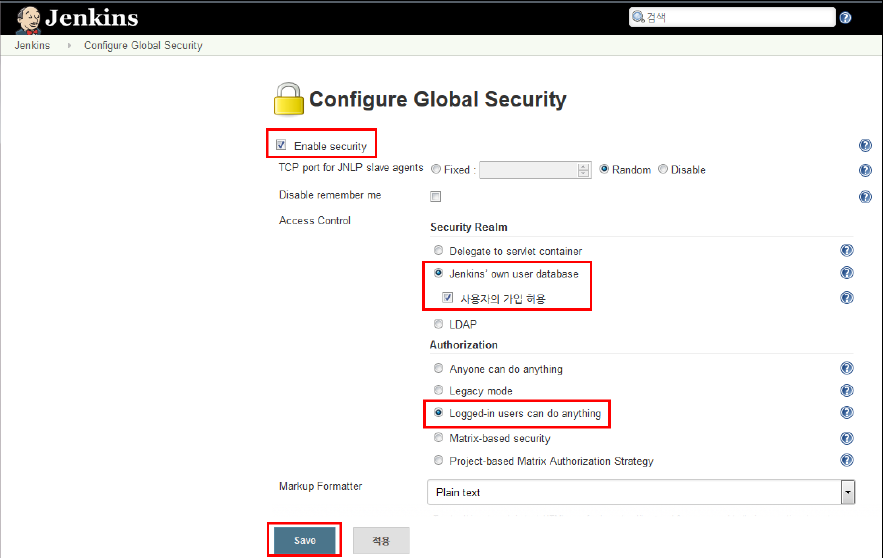 Jenkins
검색
Jenkins Configure Global Security
Configure Global Security
Enable security
TCP port for JNLP slave agents Fixed : Random Disable
Disable remember me
Access Control
Security Realm
Delegate to servlet container
Jenkins' own user database
사용자의 가입 허용
LDAP
Authorization
Anyone can do anything
Legacy mode
Logged-in users can do anything
Matrix-based security
Project-based Matrix Authorization Strategy
Markup Formatter Plain text
Save 적용